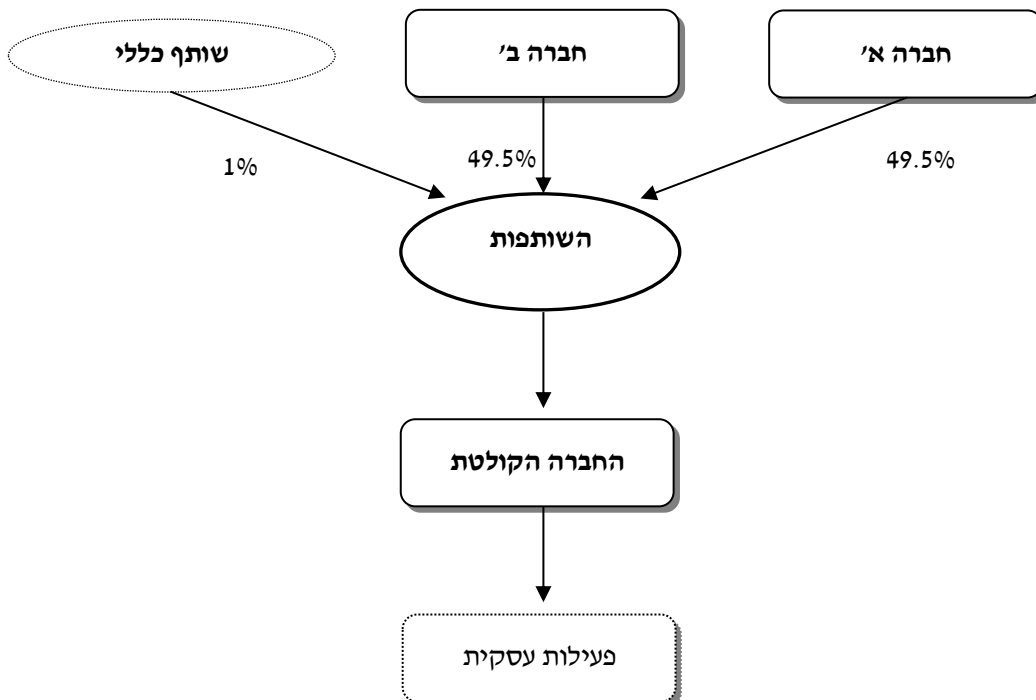 חברה א'
חברה ב'
שותף כללי
49.5%
49.5%
1%
השותפות
החברה הקולטת
פעילות עסקית